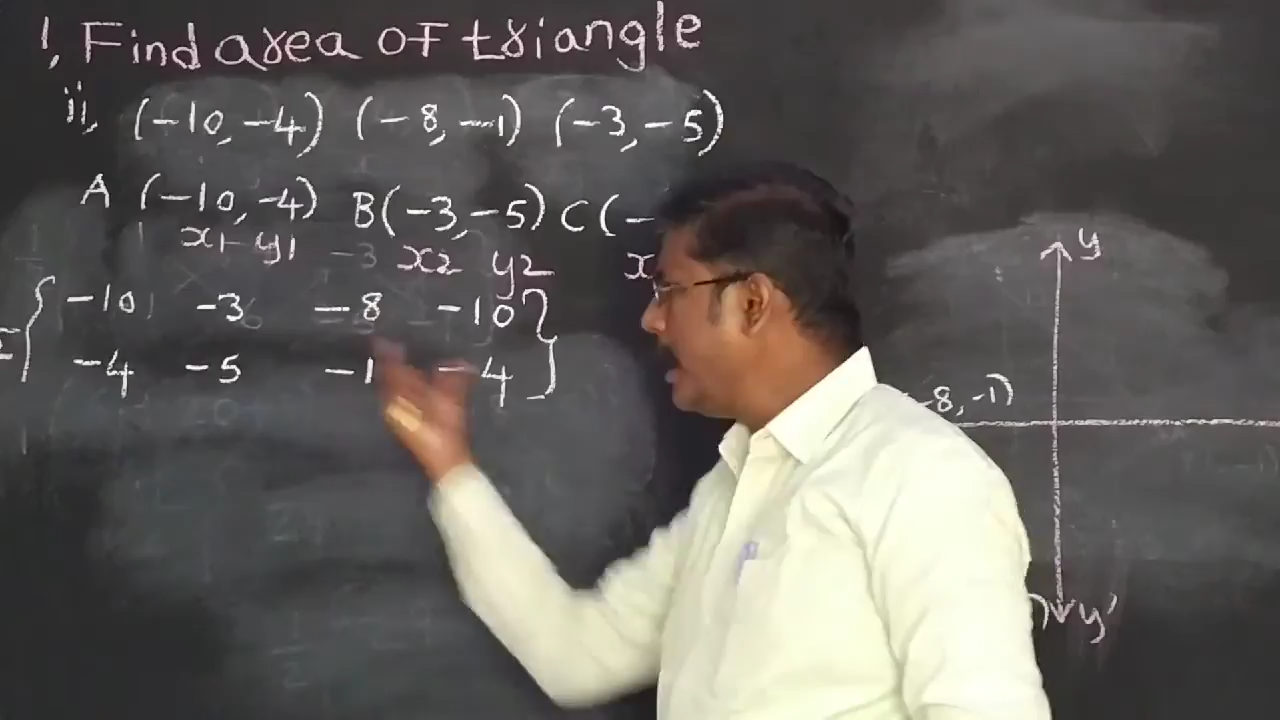 1, Find area of triangle
ii, (-10,-4) (-8,-1) (-3,-5)
A (-10,-4) B(-3,-5) C(-
x1 y1 x2 y2 x
-10 -3 -8 -10
-4 -5 -1 -4
y
-8,-1)
y'